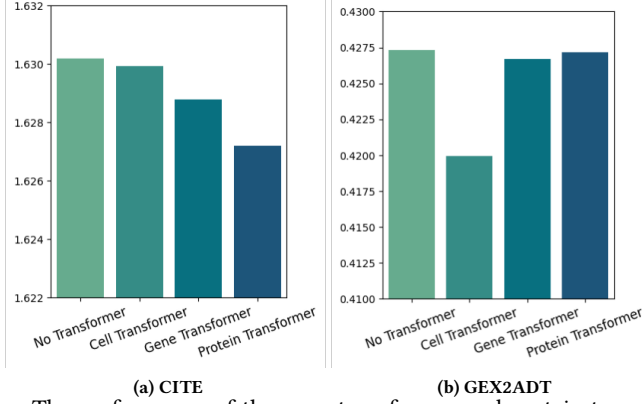 1.632
1.630
1.628
1.626
1.624
1.622
No Transformer
Cell Transformer
Gene Transformer
Protein Transformer
(a) CITE
0.4300
0.4275
0.4250
0.4225
0.4200
0.4175
0.4150
0.4125
0.4100
No Transformer
Cell Transformer
Gene Transformer
Protein Transformer
(b) GEX2ADT